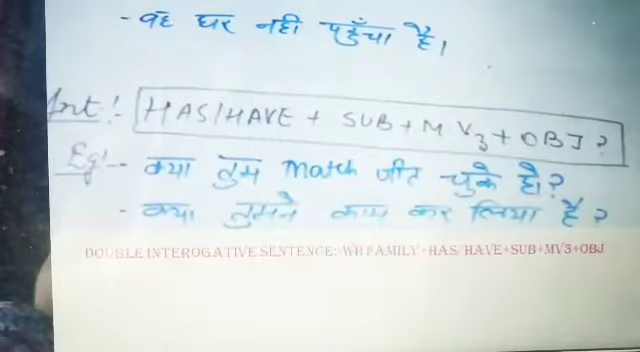 - वह घर नहीं पहुँचा है।
Int:- HAS/HAVE + SUB + M V3 + OBJ ?
Eg:- क्या तुम match जीत चुके हो?
- क्या तुमने काम कर लिया है ?
DOUBLE INTEROGATIVE SENTENCE: WH FAMILY+HAS/HAVE+SUB+MV3+OBJ